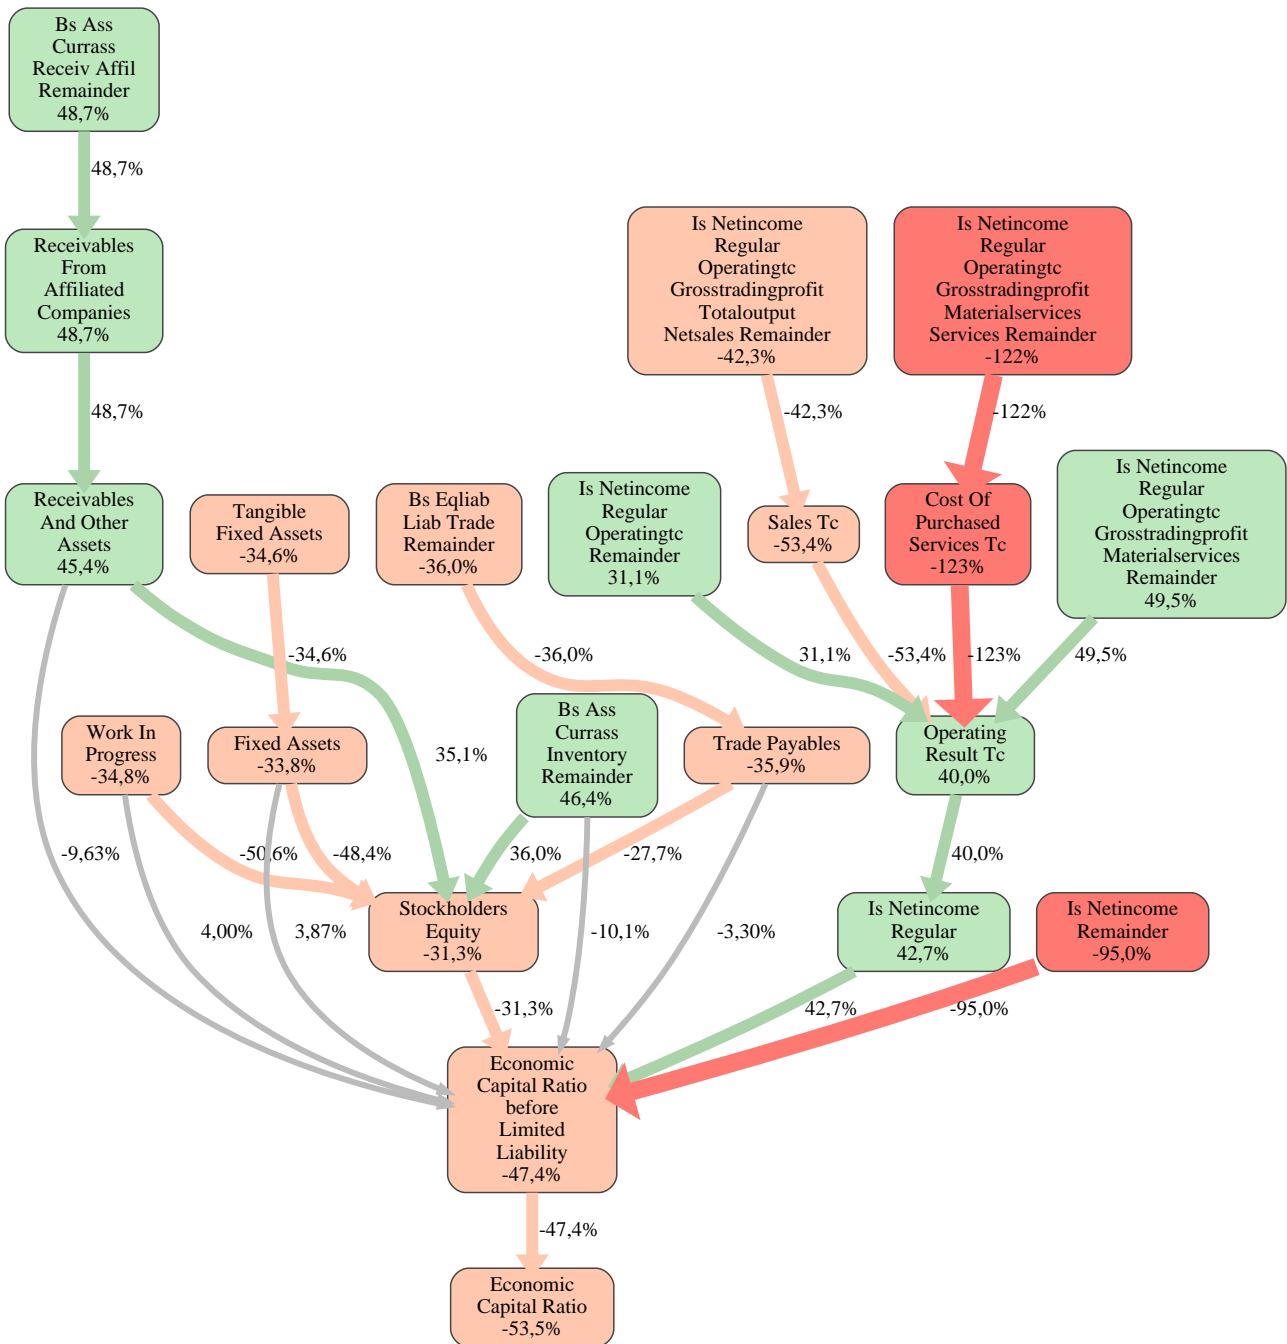 Bs Ass
Currass
Receiv Affil
Remainder
48,7%
48,7%
Receivables
From
Affiliated
Companies
48,7%
Is Netincome
Regular
Operatingtc
Grosstradingprofit
Totaloutput
Netsales Remainder
-42,3%
Is Netincome
Regular
Operatingtc
Grosstradingprofit
Materialservices
Services Remainder
-122%
48,7%
-42,3%
-122%
Receivables
And Other
Assets
45,4%
Tangible
Fixed Assets
-34,6%
Bs Eqliab
Liab Trade
Remainder
-36,0%
Is Netincome
Regular
Operatingtc
Remainder
31,1%
Sales Tc
-53,4%
Cost Of
Purchased
Services Tc
-123%
Is Netincome
Regular
Operatingtc
Grosstradingprofit
Materialservices
Remainder
49,5%
-34,6%
-36,0%
31,1%
-53,4%
-123%
49,5%
Work In
Progress
-34,8%
Fixed Assets
-33,8%
35,1%
Bs Ass
Currass
Inventory
Remainder
46,4%
Trade Payables
-35,9%
Operating
Result Tc
40,0%
-9,63%
-50,6%
-48,4%
36,0%
-27,7%
40,0%
4,00%
3,87%
Stockholders
Equity
-31,3%
-10,1%
-3,30%
Is Netincome
Regular
42,7%
Is Netincome
Remainder
-95,0%
-31,3%
42,7%
-95,0%
Economic
Capital Ratio
before
Limited
Liability
-47,4%
-47,4%
Economic
Capital Ratio
-53,5%